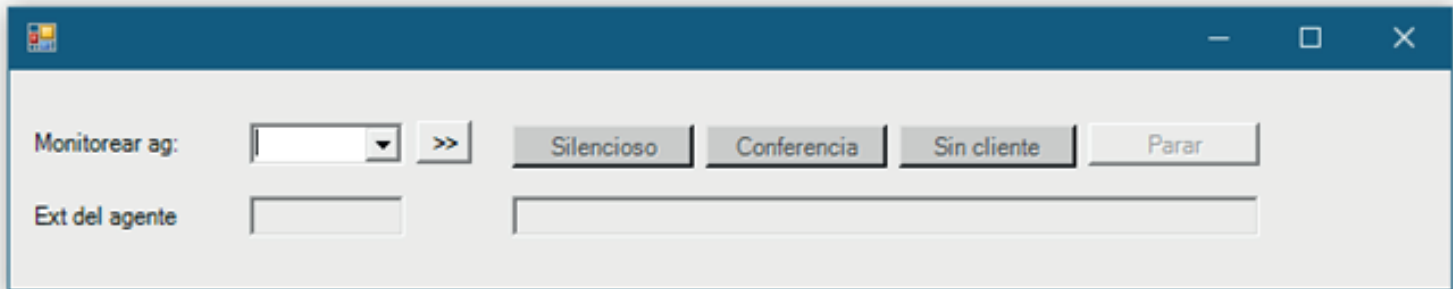 Monitorear ag: >> Silencioso Conferencia Sin cliente Parar
Ext del agente